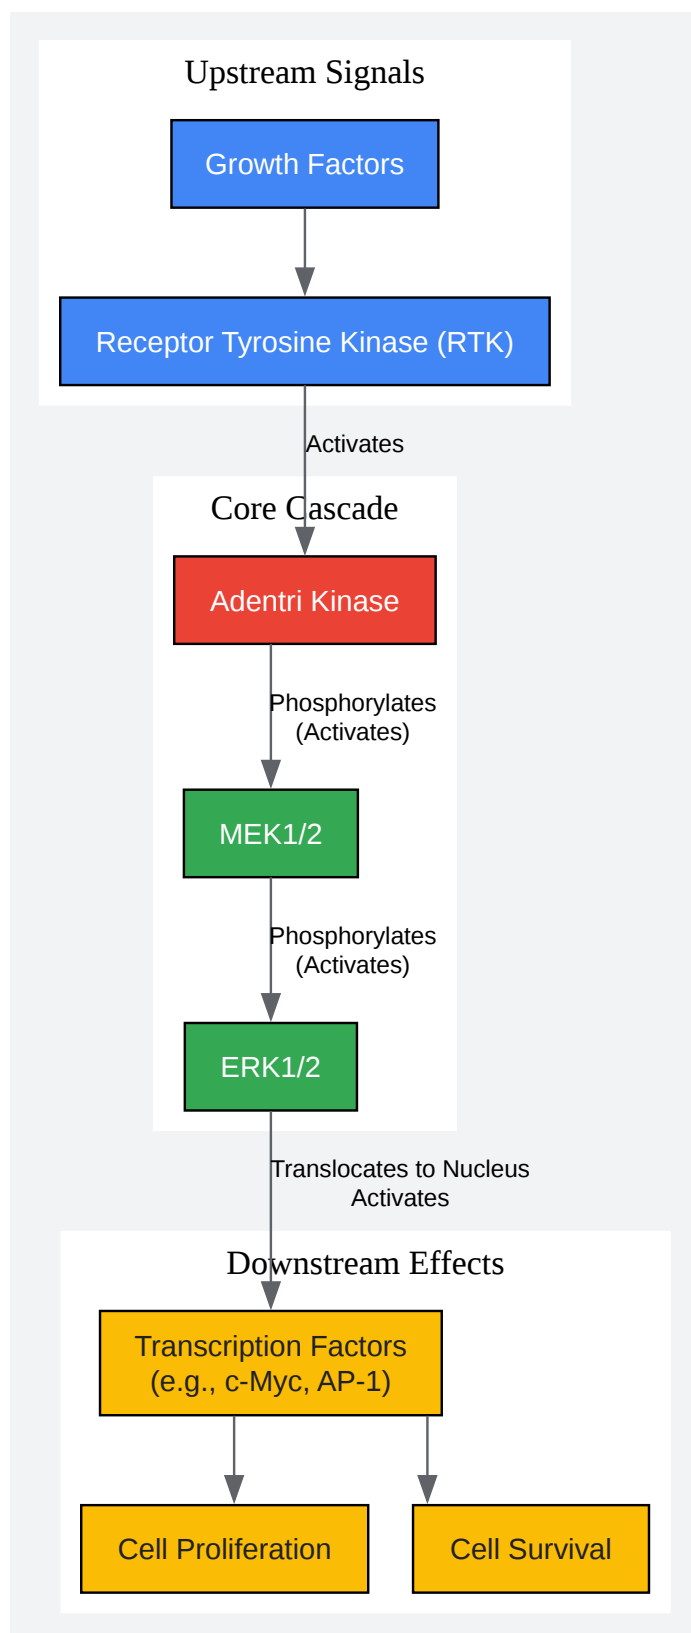 Upstream Signals
Growth Factors
Receptor Tyrosine Kinase (RTK)
Activates
Core Cascade
Adentri Kinase
Phosphorylates
(Activates)
MEK1/2
Phosphorylates
(Activates)
ERK1/2
Translocates to Nucleus
Activates
Downstream Effects
Transcription Factors
(e.g., c-Myc, AP-1)
Cell Proliferation
Cell Survival